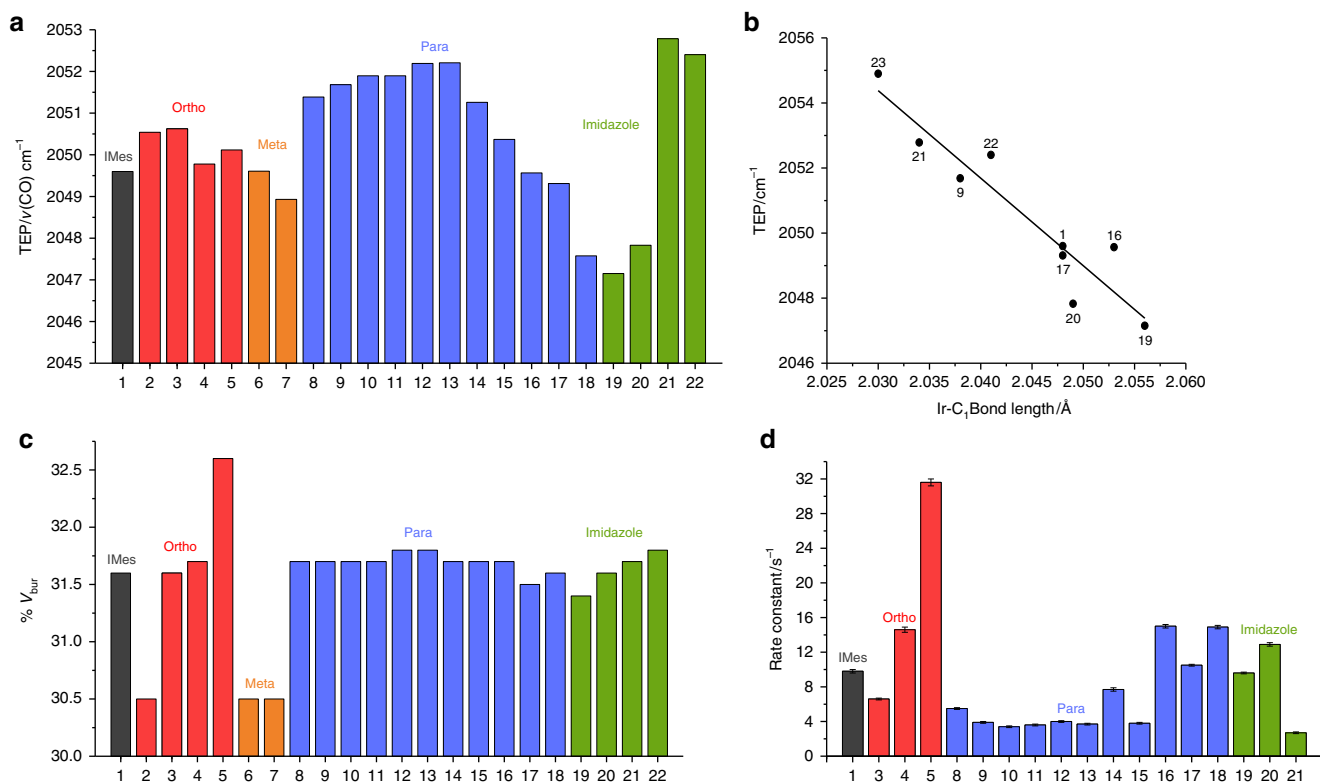 a
2053
2052
2051
2050
2049
2048
2047
2046
2045
TEP/ν(CO) cm⁻¹
IMes
Ortho
Meta
Para
Imidazole
1 2 3 4 5 6 7 8 9 10 11 12 13 14 15 16 17 18 19 20 21 22
b
2056
2054
2052
2050
2048
2046
TEP/cm⁻¹
23
21
22
9
1
17
16
20
19
2.025 2.030 2.035 2.040 2.045 2.050 2.055 2.060
Ir-C₁Bond length/Å
c
32.5
32.0
31.5
31.0
30.5
30.0
% V_bur
IMes
Ortho
Meta
Para
Imidazole
1 2 3 4 5 6 7 8 9 10 11 12 13 14 15 16 17 18 19 20 21 22
d
32
28
24
20
16
12
8
4
0
Rate constant/s⁻¹
IMes
Ortho
Para
Imidazole
1 3 4 5 8 9 10 11 12 13 14 15 16 17 18 19 20 21